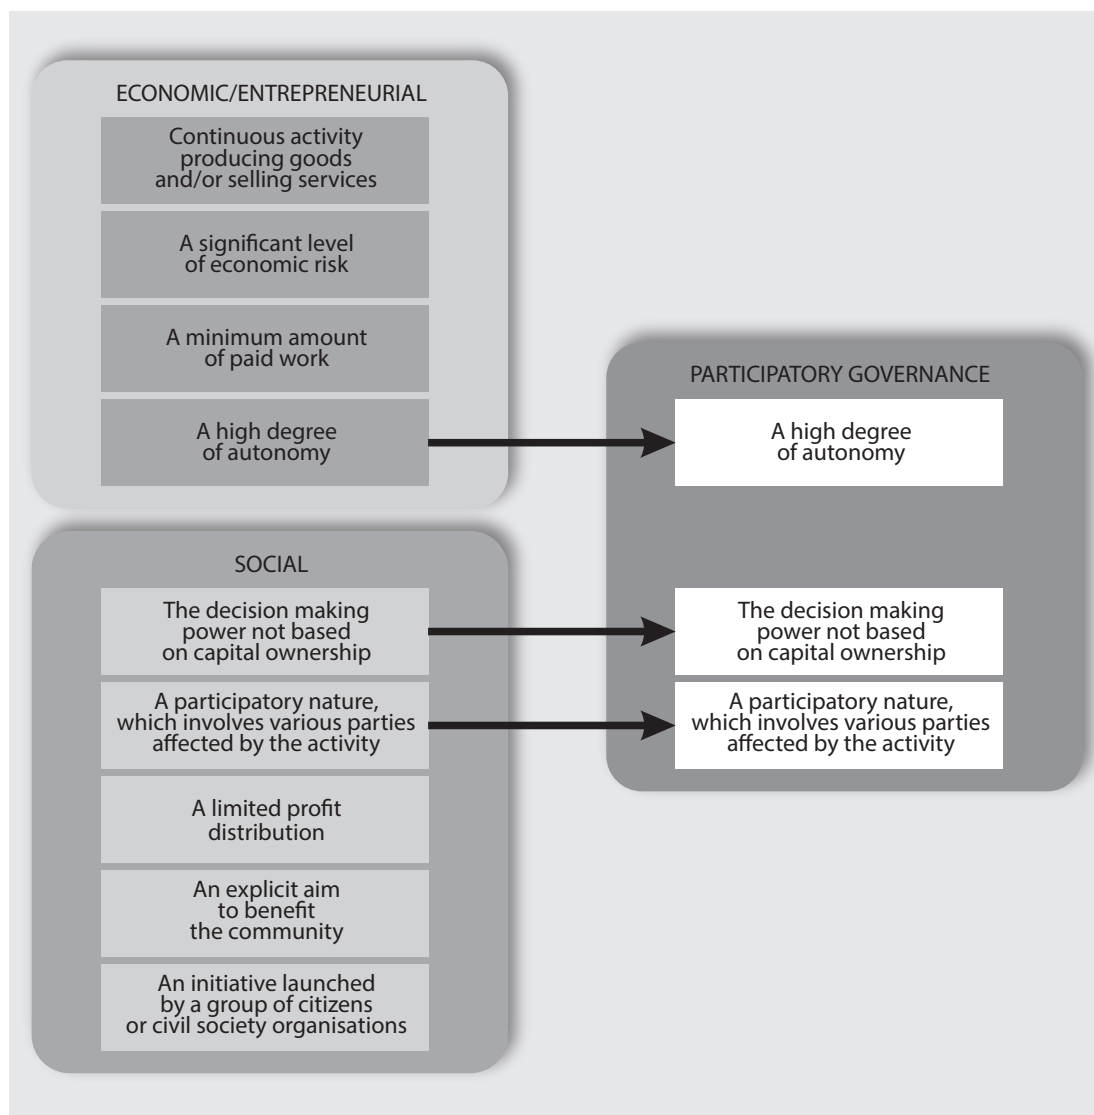 ECONOMIC/ENTREPRENEURIAL
Continuous activity
producing goods
and/or selling services
A significant level
of economic risk
A minimum amount
of paid work
A high degree
of autonomy
SOCIAL
The decision making
power not based
on capital ownership
A participatory nature,
which involves various parties
affected by the activity
A limited profit
distribution
An explicit aim
to benefit
the community
An initiative launched
by a group of citizens
or civil society organisations
PARTICIPATORY GOVERNANCE
A high degree
of autonomy
The decision making
power not based
on capital ownership
A participatory nature,
which involves various parties
affected by the activity